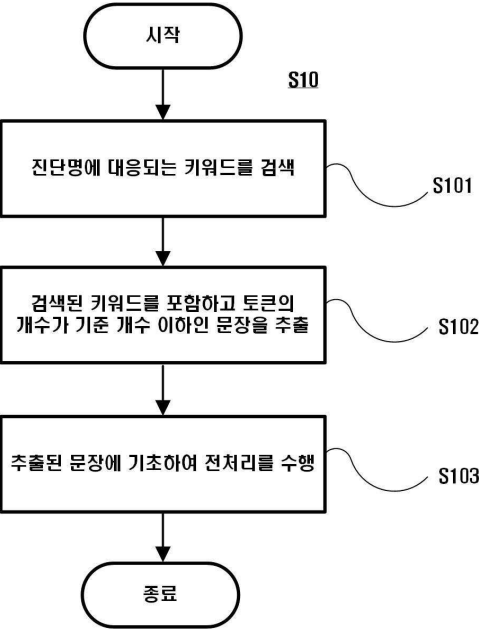 시작
S10
진단명에 대응되는 키워드를 검색
S101
검색된 키워드를 포함하고 토큰의
개수가 기준 개수 이하인 문장을 추출
S102
추출된 문장에 기초하여 전처리를 수행
S103
종료